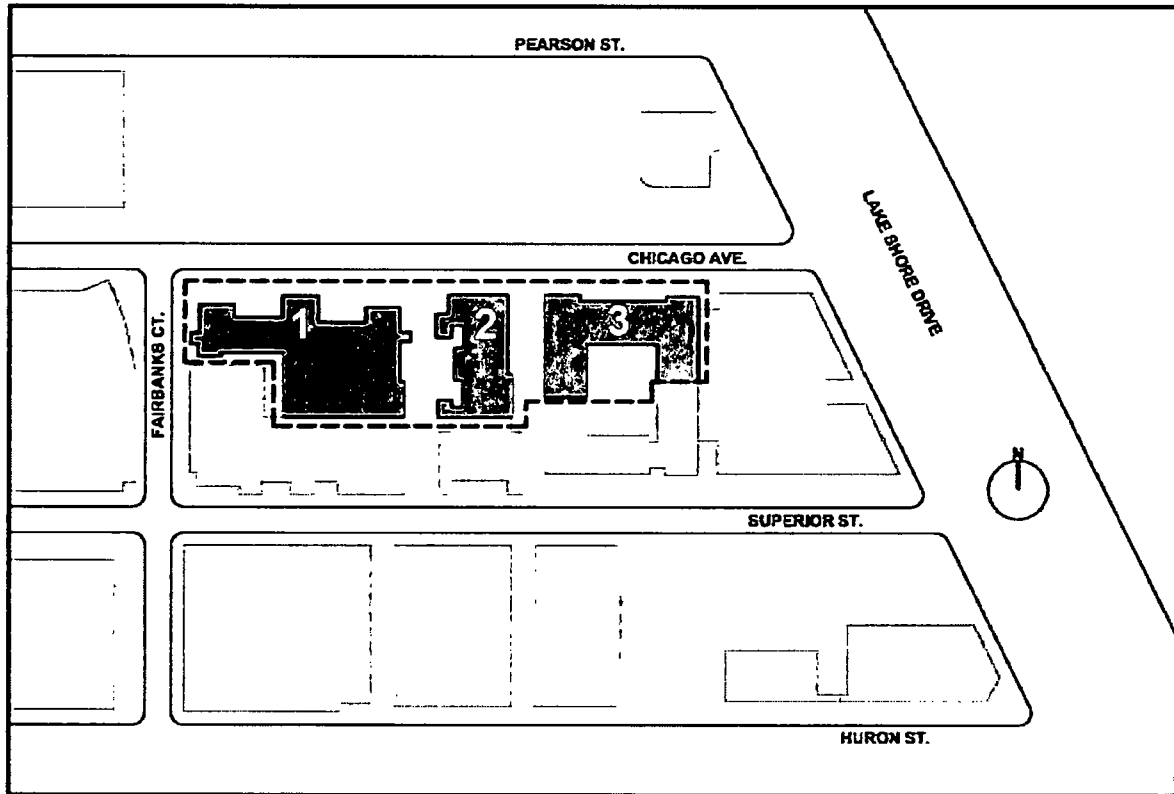 PEARSON ST.
LAKE SHORE DRIVE
CHICAGO AVE.
FAIRBANKS CT.
1
2
3
N
SUPERIOR ST.
HURON ST.